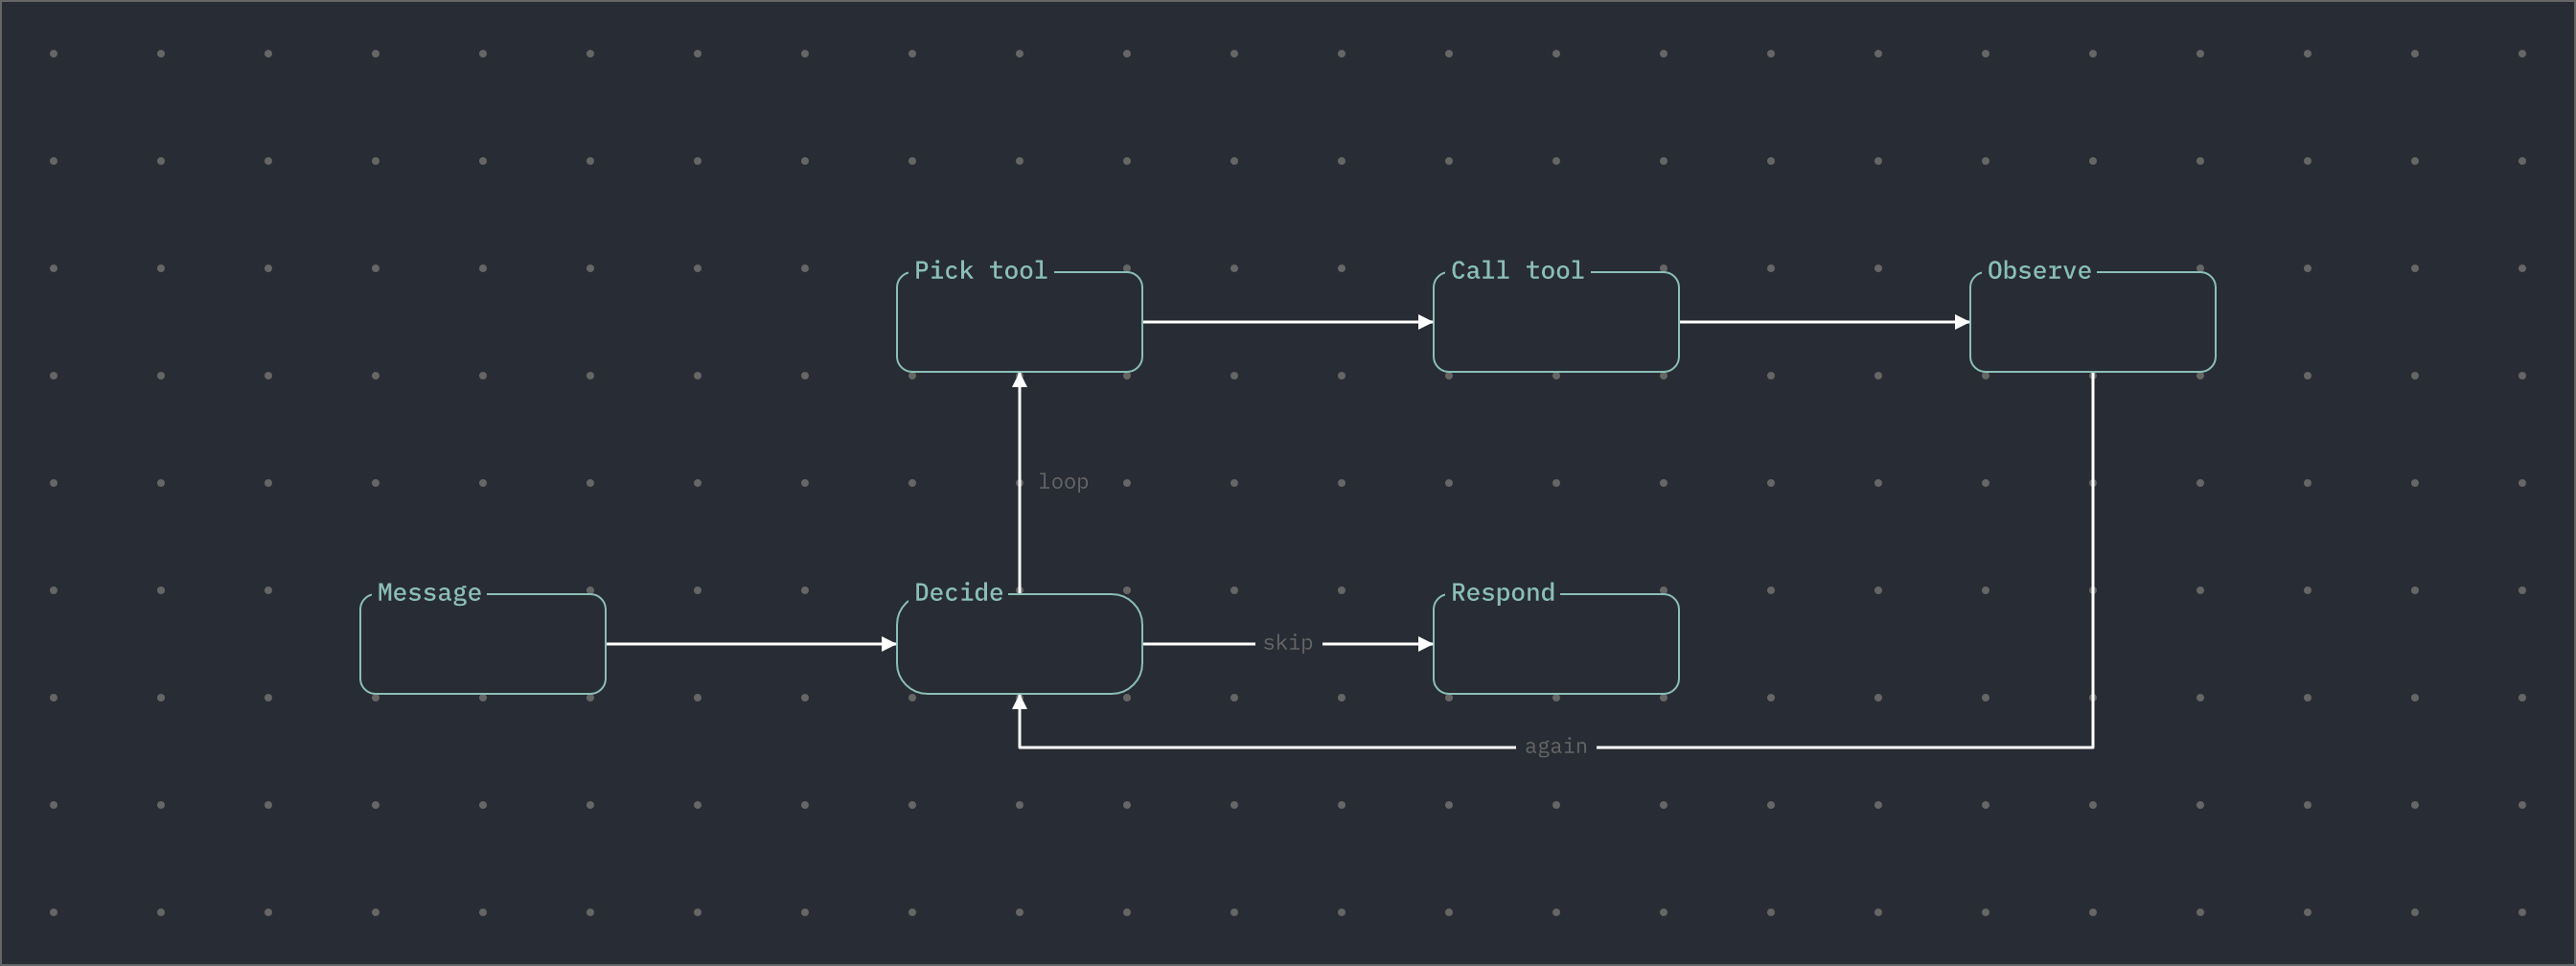 Pick tool
Call tool
Observe
loop
Message
Decide
Respond
skip
again